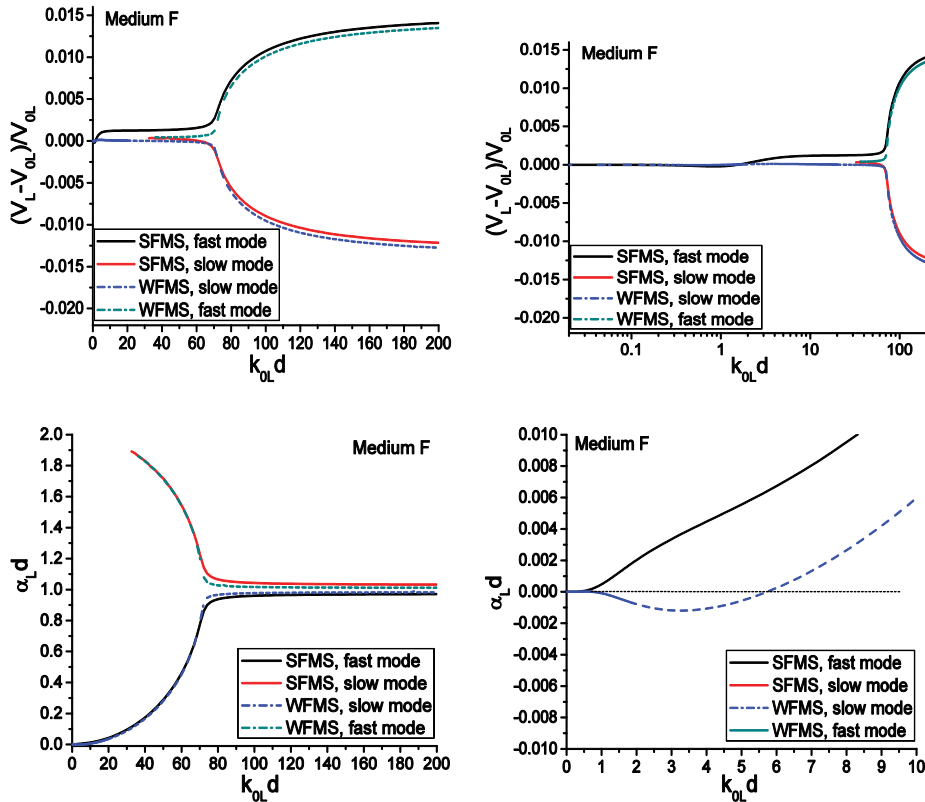 Medium F
(V_L−V_0L)/V_0L
0.015
0.010
0.005
0.000
-0.005
-0.010
-0.015
-0.020
SFMS, fast mode
SFMS, slow mode
WFMS, slow mode
WFMS, fast mode
0 20 40 60 80 100 120 140 160 180 200
k_0L d
Medium F
(V_L−V_0L)/V_0L
0.015
0.010
0.005
0.000
-0.005
-0.010
-0.015
-0.020
SFMS, fast mode
SFMS, slow mode
WFMS, slow mode
WFMS, fast mode
0.1 1 10 100
k_0L d
Medium F
α_L d
2.0
1.8
1.6
1.4
1.2
1.0
0.8
0.6
0.4
0.2
0.0
SFMS, fast mode
SFMS, slow mode
WFMS, slow mode
WFMS, fast mode
0 20 40 60 80 100 120 140 160 180 200
k_0L d
Medium F
α_L d
0.010
0.008
0.006
0.004
0.002
0.000
-0.002
-0.004
-0.006
-0.008
-0.010
SFMS, fast mode
SFMS, slow mode
WFMS, slow mode
WFMS, fast mode
0 1 2 3 4 5 6 7 8 9 10
k_0L d